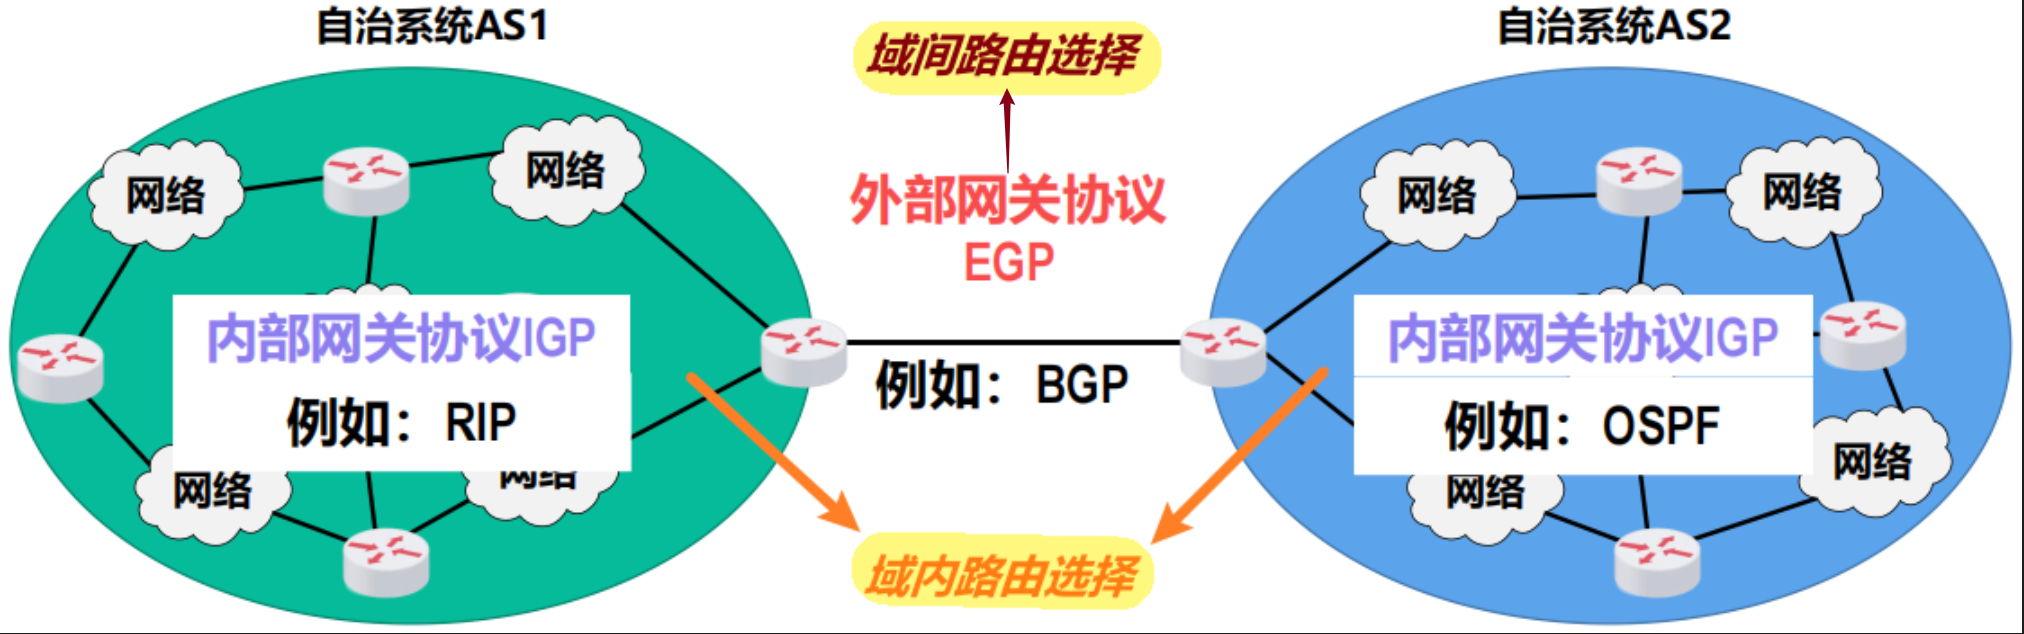 自治系统AS1
自治系统AS2
域间路由选择
外部网关协议
EGP
网络
网络
网络
网络
内部网关协议IGP
例如：RIP
例如：BGP
内部网关协议IGP
例如：OSPF
网络
网络
网络
网络
域内路由选择